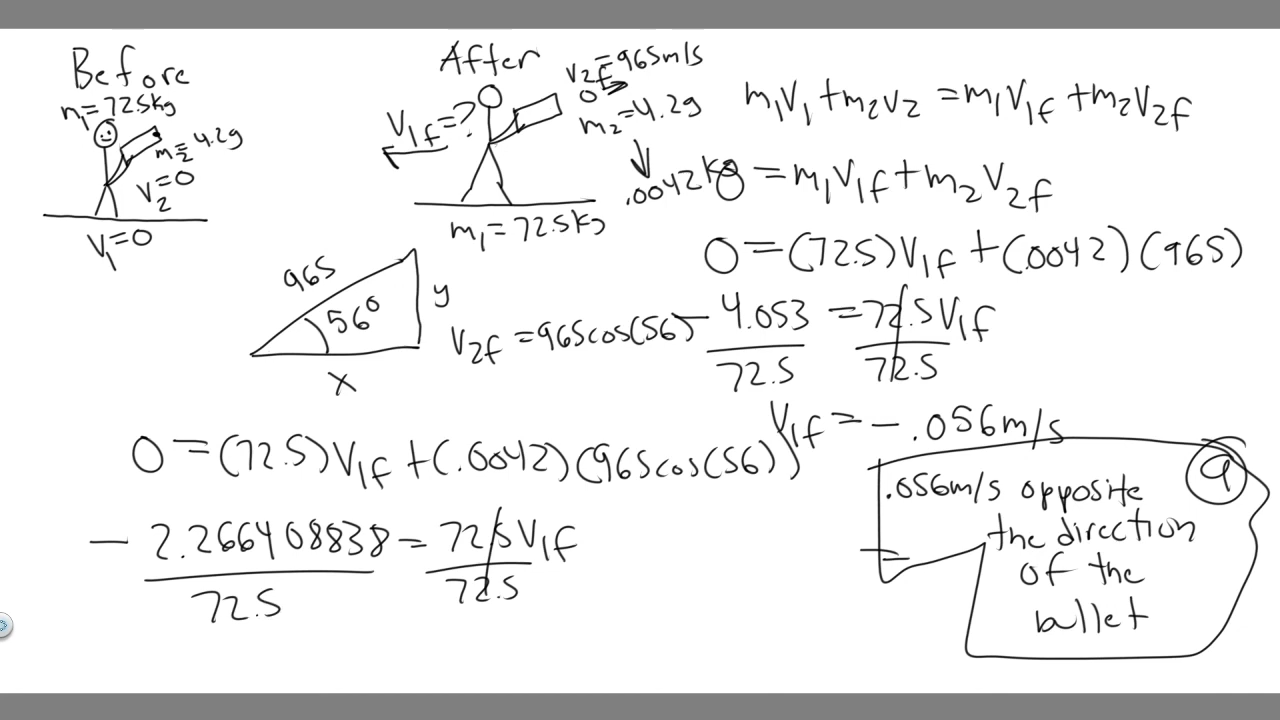 Before
m₁=72.5kg
m₂=4.2g
V₂=0
V₁=0
After
V₂f=965m/s
m₂=4.2g
V₁f=?
.0042kg
m₁=72.5kg
m₁V₁+m₂V₂=m₁V₁f+m₂V₂f
0=m₁V₁f+m₂V₂f
0=(72.5)V₁f+(.0042)(965)
965
56°
y
x
V₂f=965cos(56)
-4.053/72.5=72.5V₁f/72.5
V₁f=-.056m/s
0=(72.5)V₁f+(.0042)(965cos(56))
-2.266408838/72.5=72.5V₁f/72.5
a
.056m/s opposite
the direction
of the
bullet